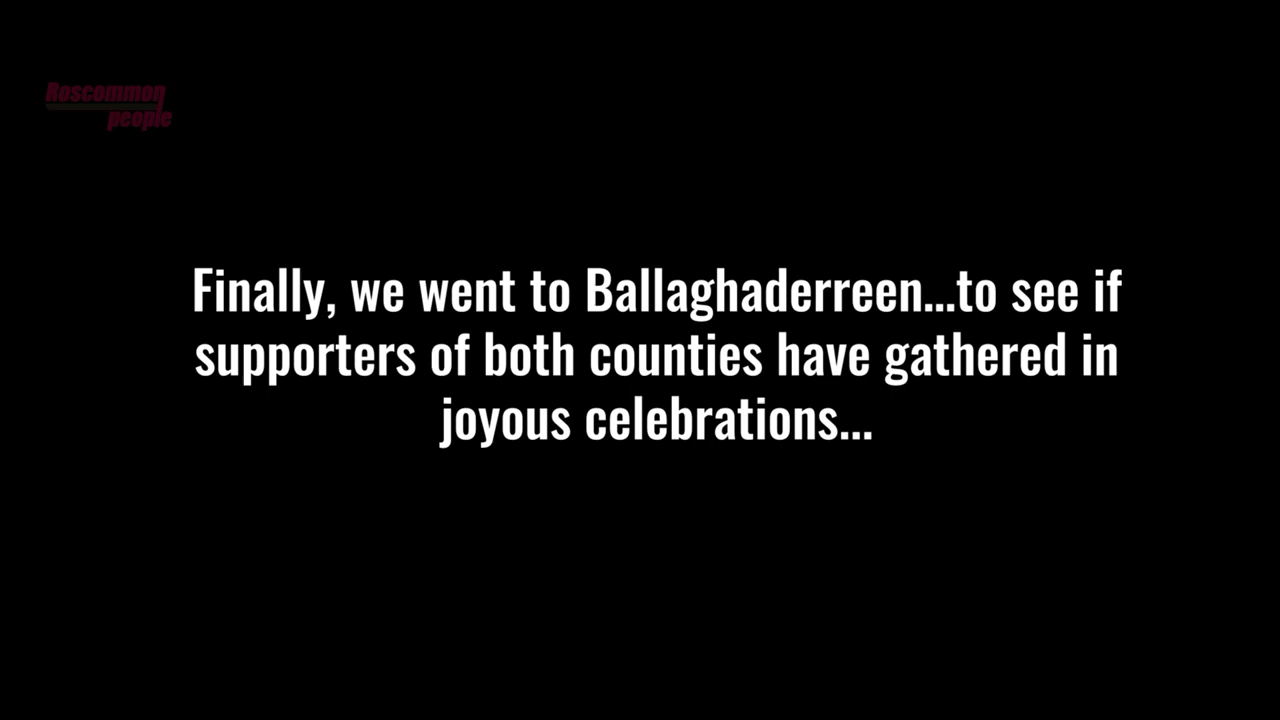 Roscommon
people
Finally, we went to Ballaghaderreen...to see if
supporters of both counties have gathered in
joyous celebrations...